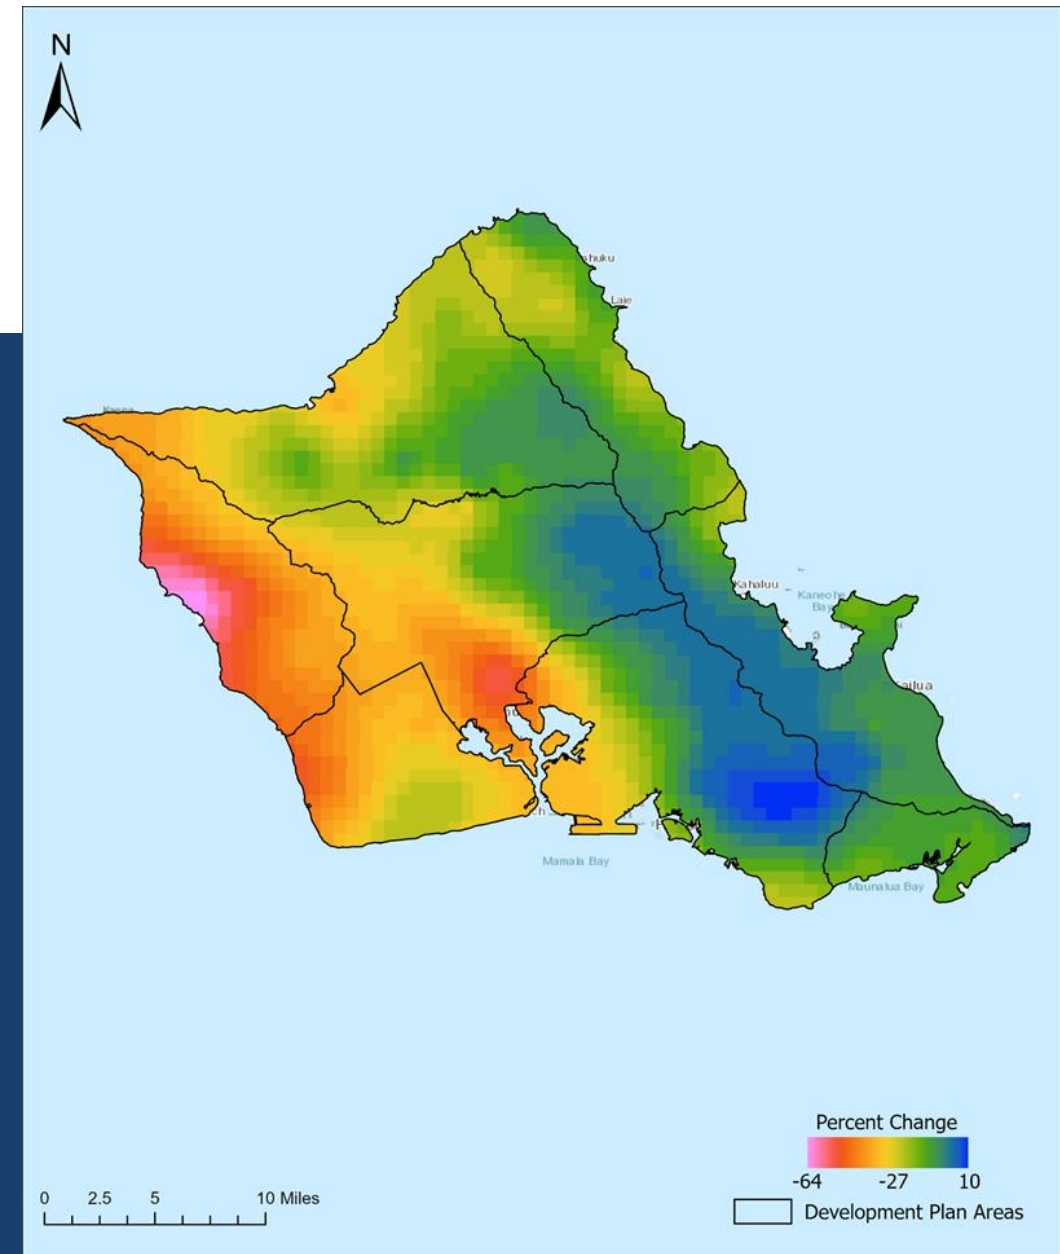 N
ahuku
Laie
Kahaluu
Kaneohe
Bay
Kailua
Mamala Bay
Maunalua Bay
Percent Change
-64 -27 10
Development Plan Areas
0 2.5 5 10 Miles